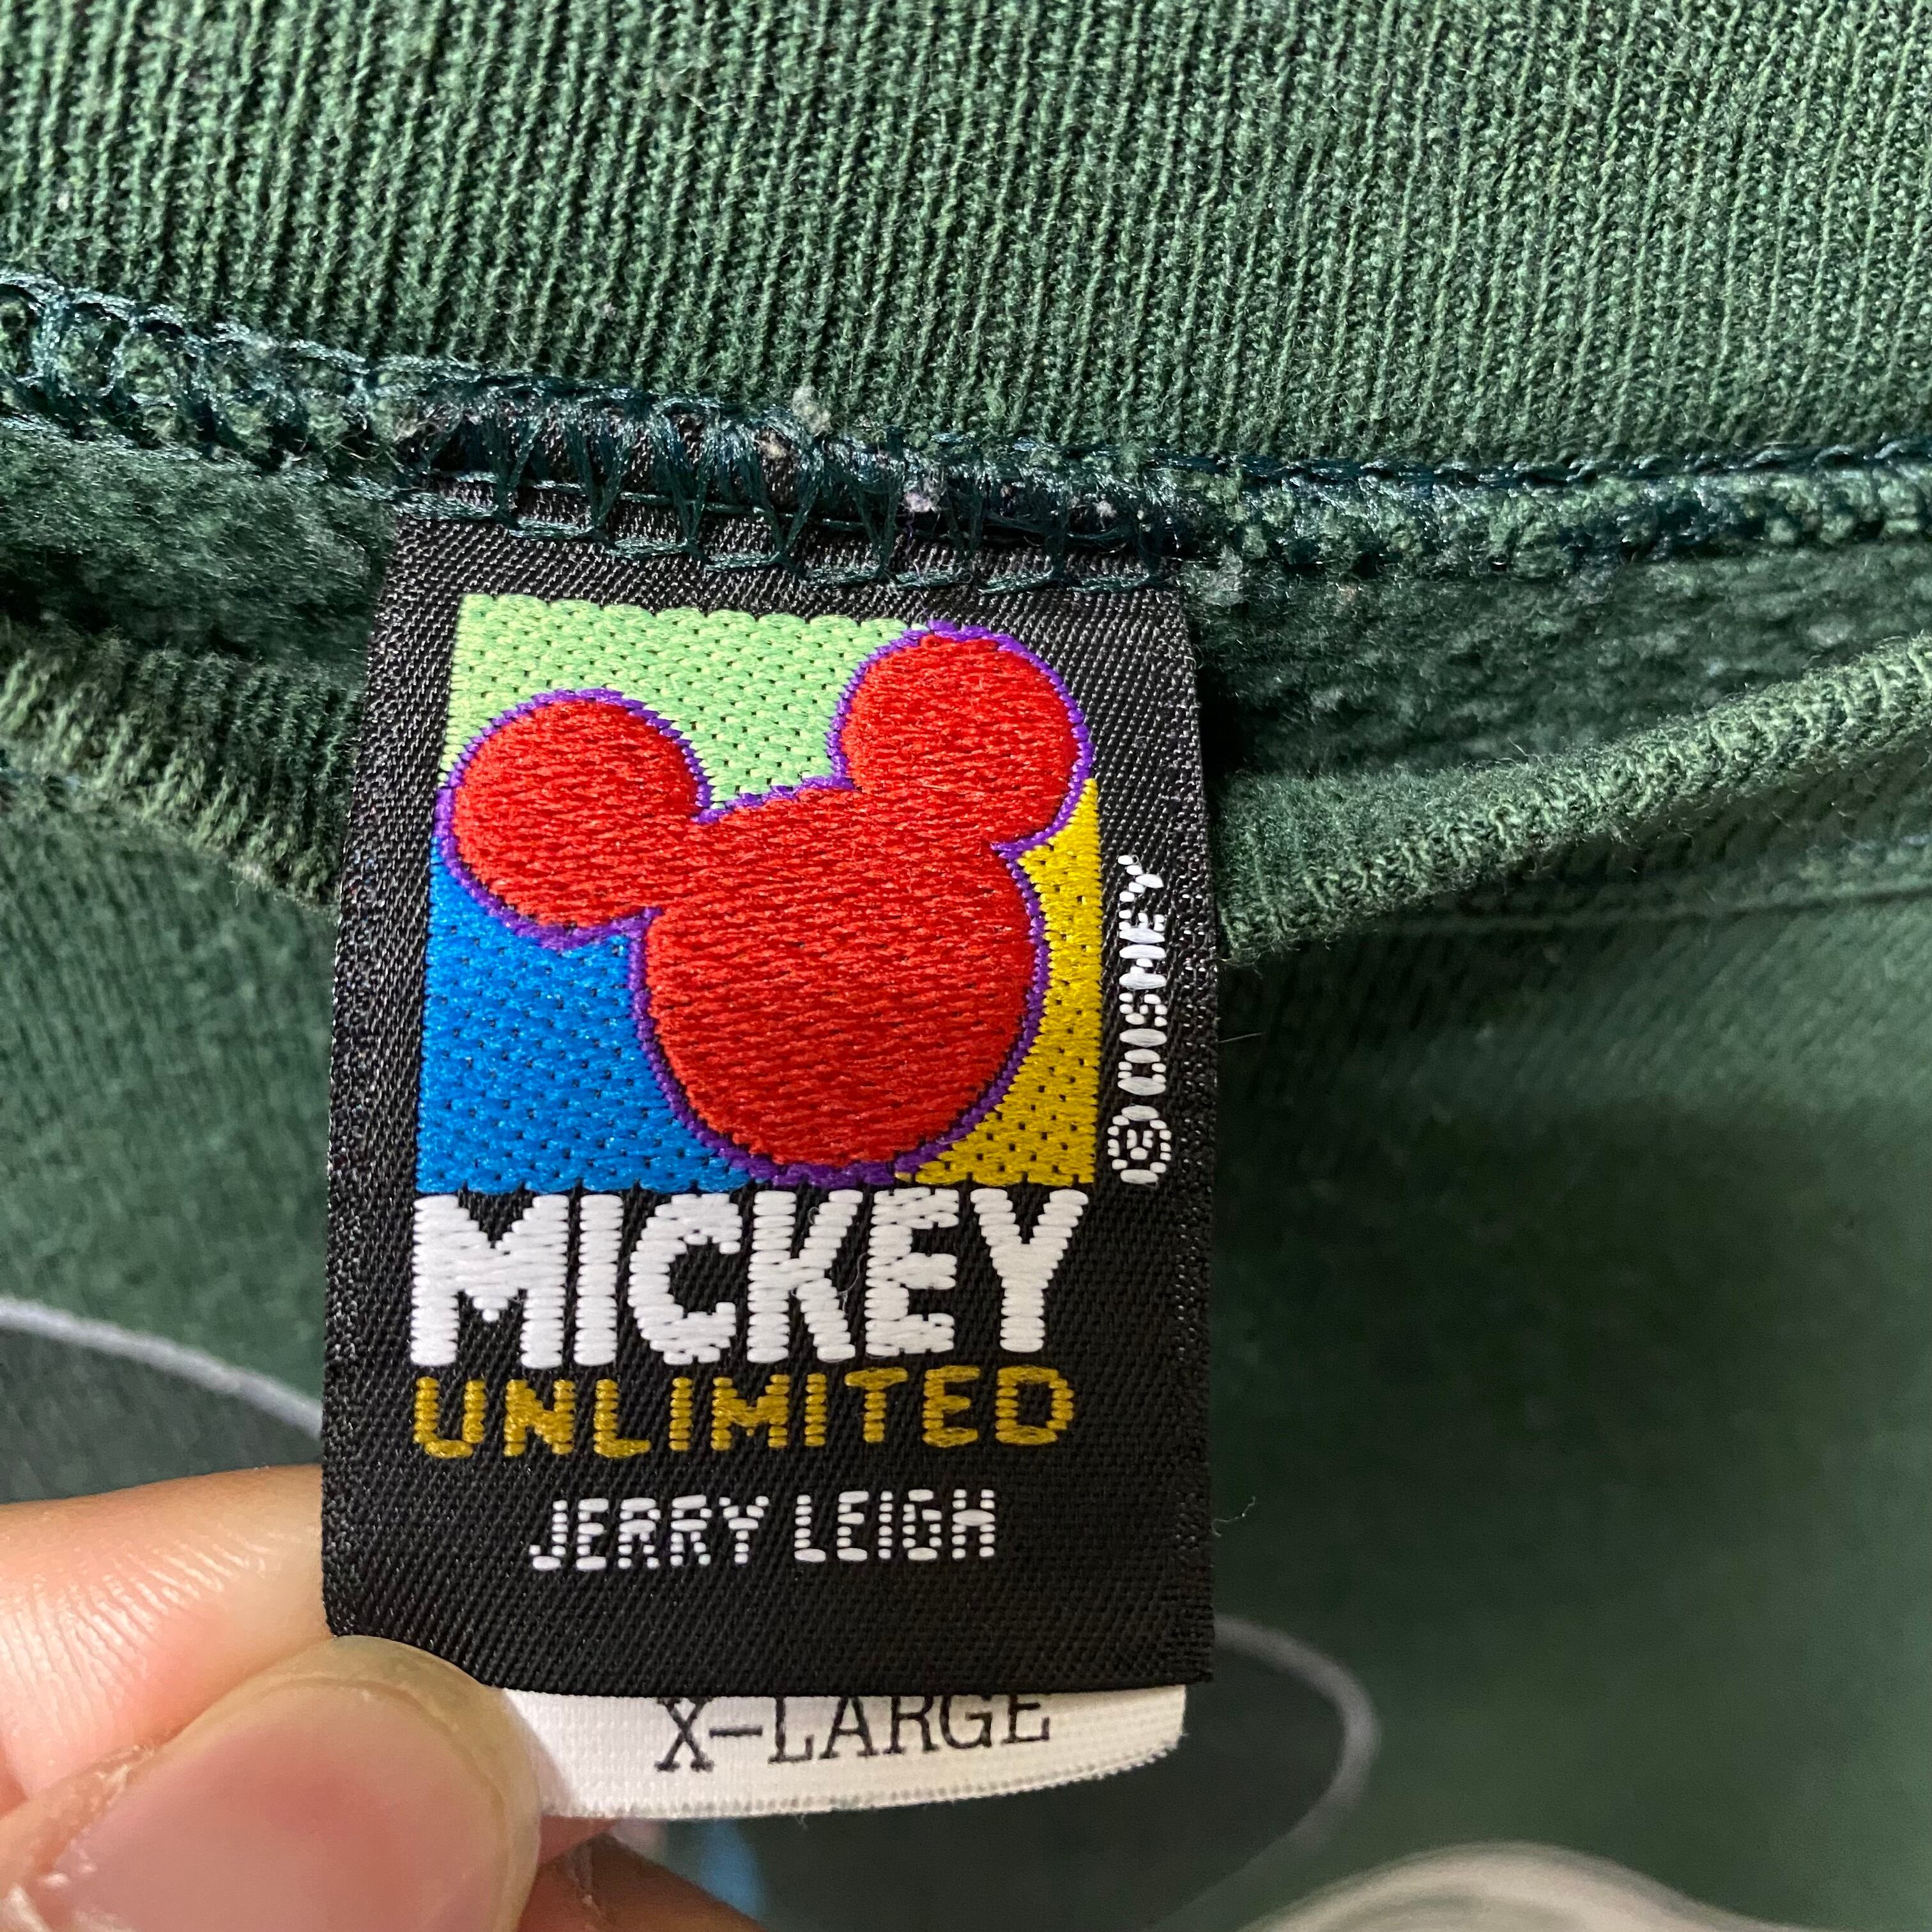 © DISNEY
MICKEY
UNLIMITED
JERRY LEIGH
X-LARGE